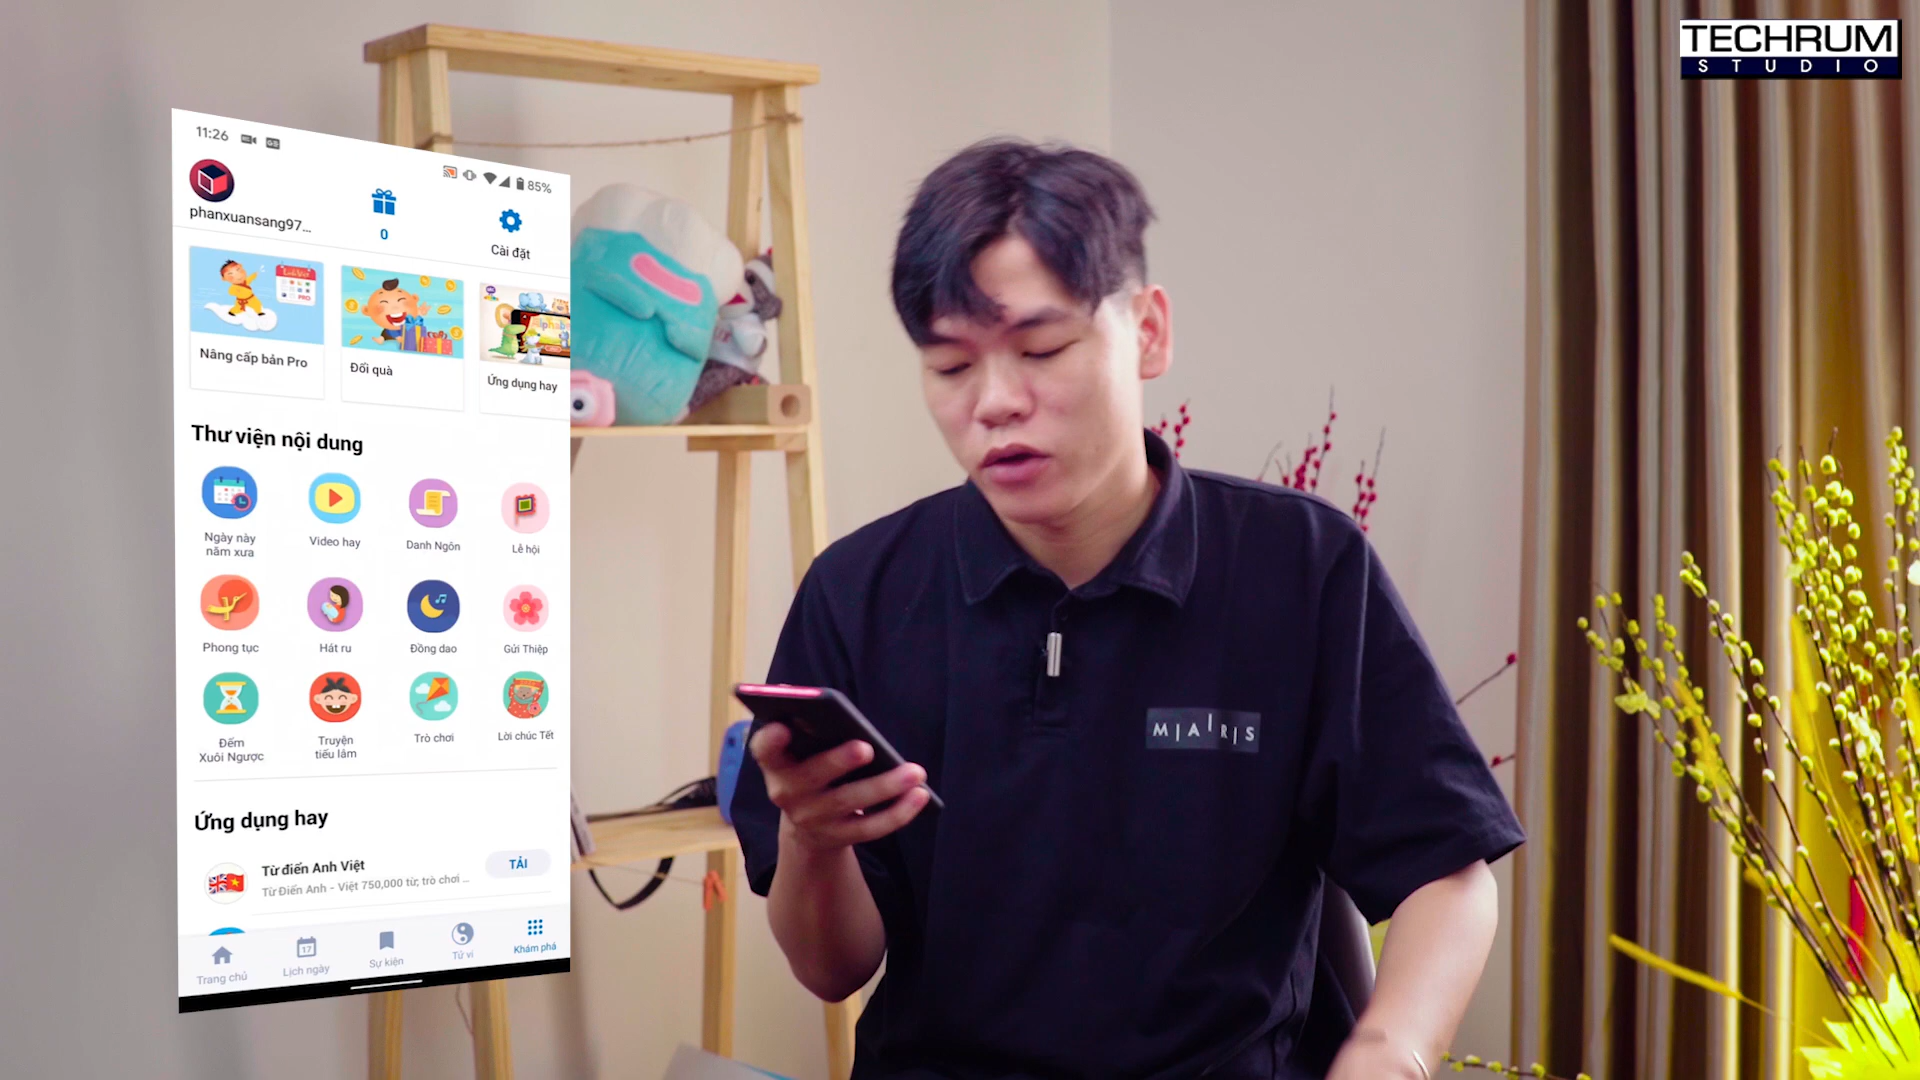 TECHRUM
STUDIO
11:26
85%
phanxuansang97...
0
Cài đặt
Nâng cấp bản Pro
Đổi quà
Ứng dụng hay
Thư viện nội dung
Ngày này
năm xưa
Video hay
Danh Ngôn
Lễ hội
Phong tục
Hát ru
Đồng dao
Gửi Thiệp
Đếm
Xuôi Ngược
Truyện
tiếu lâm
Trò chơi
Lời chúc Tết
Ứng dụng hay
Từ điển Anh Việt
Từ Điển Anh - Việt 750,000 từ; trò chơi ...
TẢI
Trang chủ
17
Lịch ngày
Sự kiện
Tử vi
Khám phá
M|A|R|S